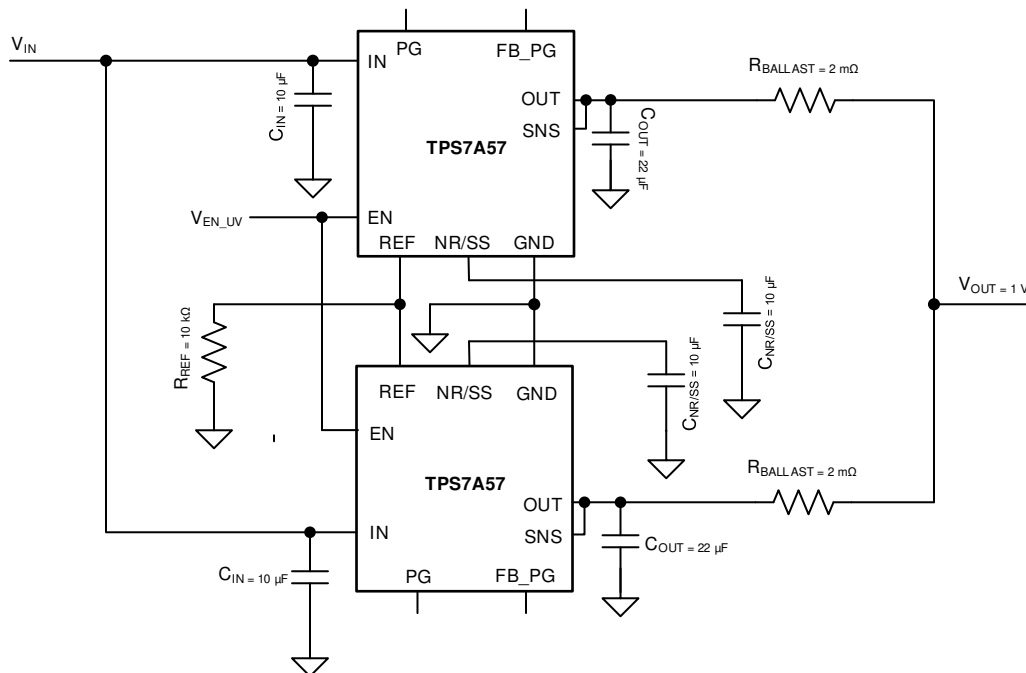 V_IN
PG
FB_PG
IN
C_IN = 10 µF
OUT
SNS
R_BALLAST = 2 mΩ
TPS7A57
C_OUT = 22 µF
V_EN_UV
EN
REF
NR/SS
GND
V_OUT = 1 V
C_NR/SS = 10 µF
R_REF = 10 kΩ
C_NR/SS = 10 µF
REF
NR/SS
GND
EN
TPS7A57
R_BALLAST = 2 mΩ
OUT
SNS
IN
C_OUT = 22 µF
C_IN = 10 µF
PG
FB_PG